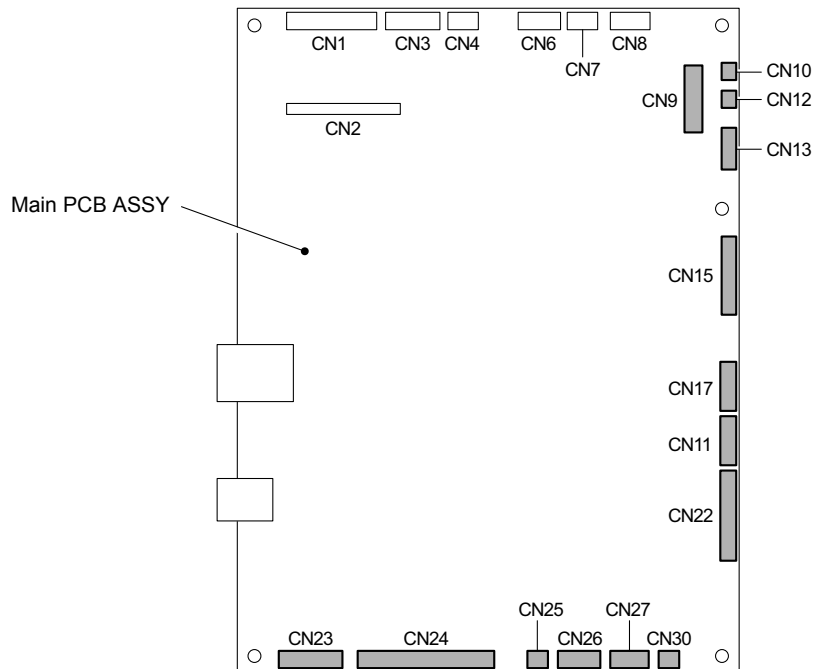 CN1 CN3 CN4 CN6 CN8
CN7
CN10
CN9
CN12
CN2
CN13
Main PCB ASSY
CN15
CN17
CN11
CN22
CN25 CN27
CN23 CN24 CN26 CN30